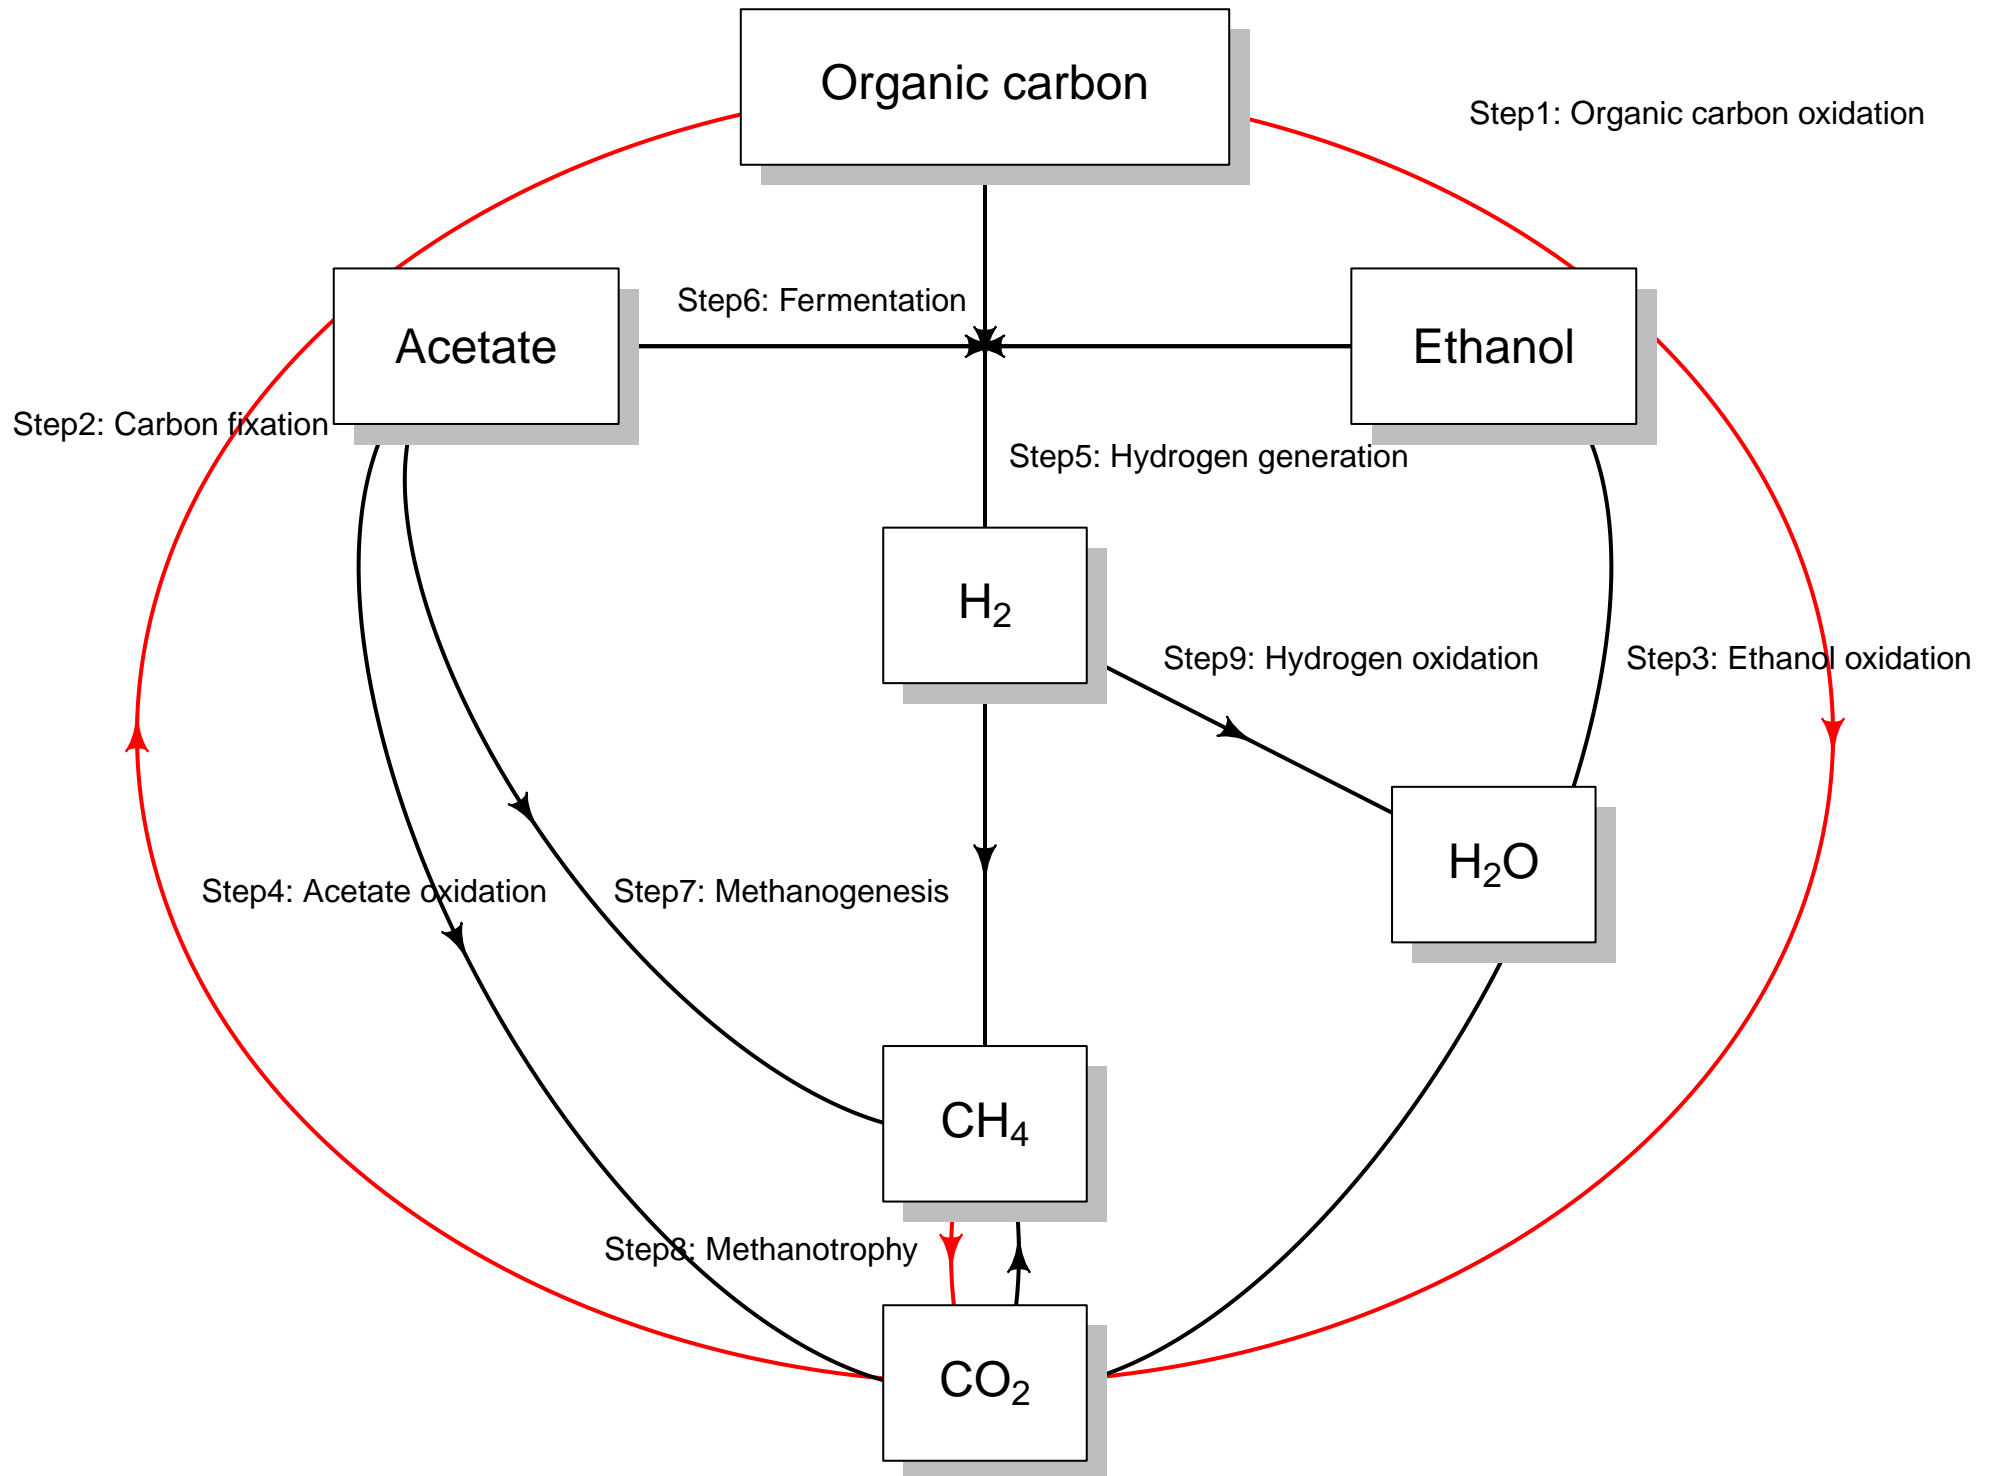 Organic carbon
Step1: Organic carbon oxidation
Step6: Fermentation
Acetate
Ethanol
Step2: Carbon fixation
Step5: Hydrogen generation
H₂
Step9: Hydrogen oxidation
Step3: Ethanol oxidation
H₂O
Step4: Acetate oxidation
Step7: Methanogenesis
CH₄
Step8: Methanotrophy
CO₂